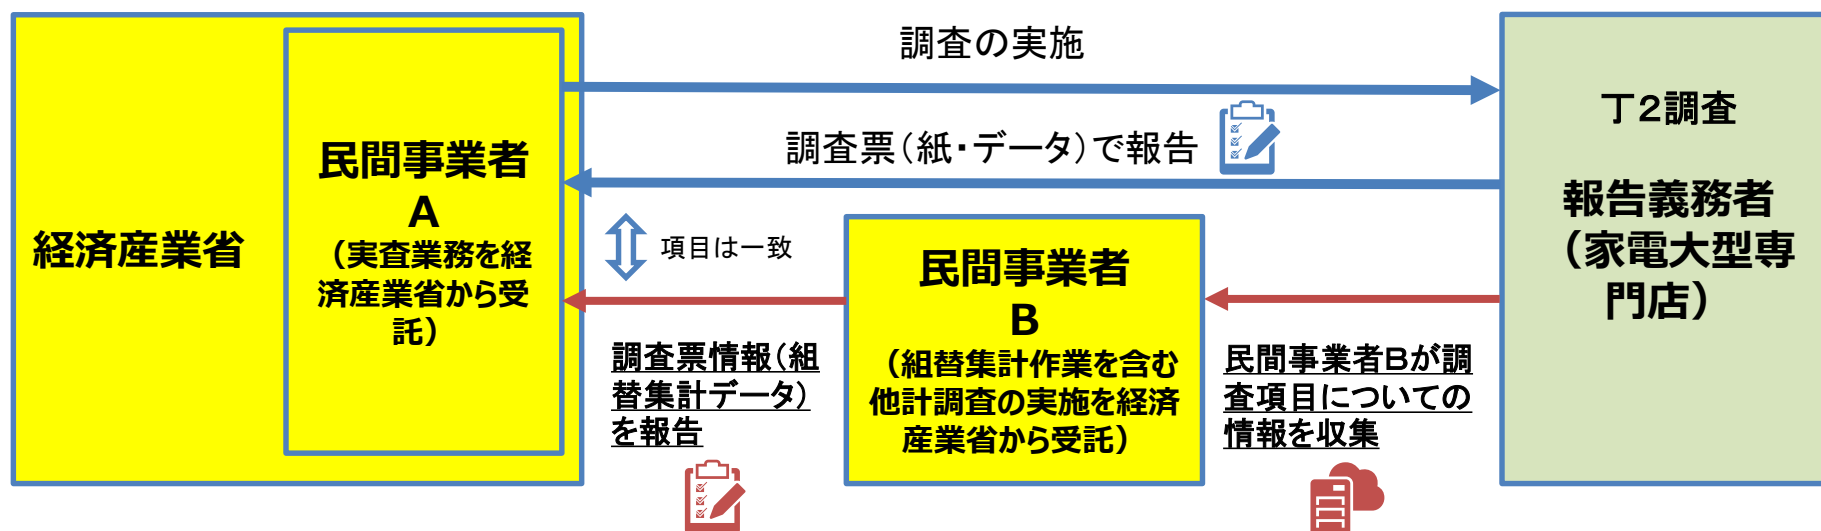 経済産業省
民間事業者
A
（実査業務を経
済産業省から受
託）
調査の実施
調査票（紙・データ）で報告
項目は一致
調査票情報（組
替集計データ）
を報告
民間事業者
B
（組替集計作業を含む
他計調査の実施を経済
産業省から受託）
民間事業者Bが調
査項目についての
情報を収集
丁２調査
報告義務者
（家電大型専
門店）